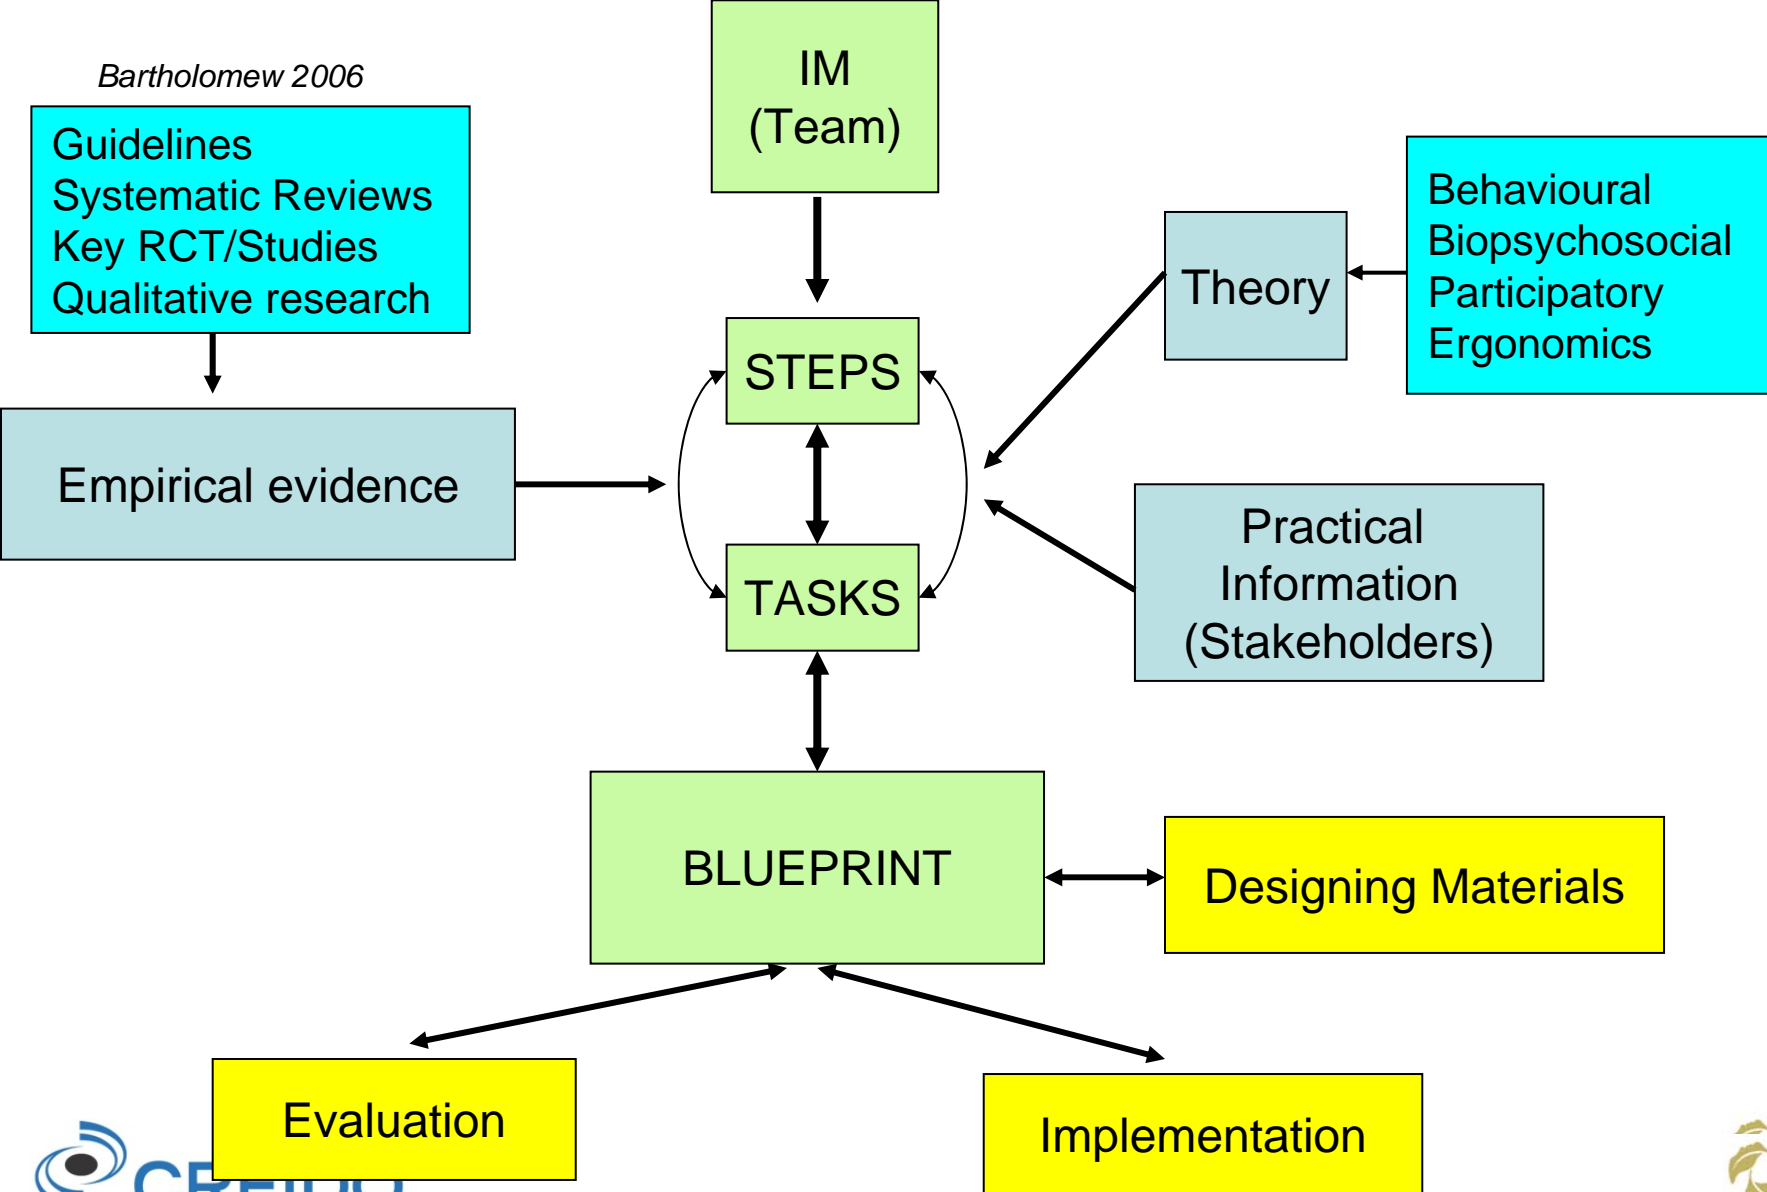 Bartholomew 2006
IM
(Team)
Guidelines
Systematic Reviews
Key RCT/Studies
Qualitative research
Behavioural
Biopsychosocial
Participatory
Ergonomics
Theory
STEPS
Empirical evidence
Practical
Information
(Stakeholders)
TASKS
BLUEPRINT
Designing Materials
Evaluation
Implementation